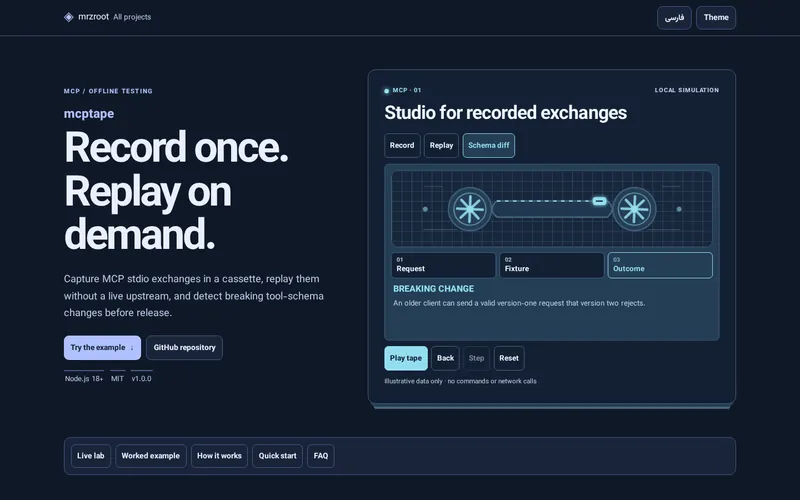 mrzroot All projects
فارسی
Theme
MCP / OFFLINE TESTING
mcptape
Record once.
Replay on
demand.
Capture MCP stdio exchanges in a cassette, replay them
without a live upstream, and detect breaking tool-schema
changes before release.
Try the example ↓
GitHub repository
Node.js 18+ MIT v1.0.0
MCP · 01
LOCAL SIMULATION
Studio for recorded exchanges
Record
Replay
Schema diff
01
Request
02
Fixture
03
Outcome
BREAKING CHANGE
An older client can send a valid version-one request that version two rejects.
Play tape
Back
Step
Reset
Illustrative data only · no commands or network calls
Live lab
Worked example
How it works
Quick start
FAQ